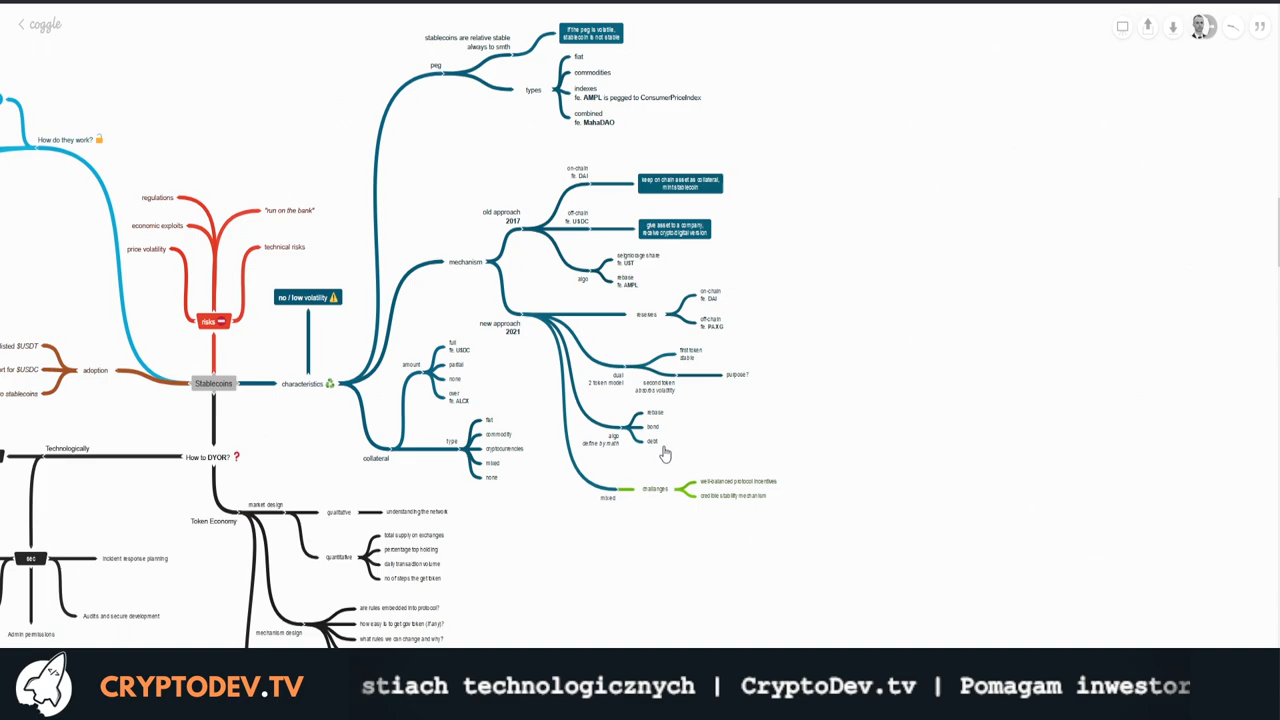 coggle
stablecoins are relative stable
always to smth
if the peg is volatile,
stablecoin is not stable
peg
types
fiat
commodities
indexes
fe. AMPL is pegged to ConsumerPriceIndex
combined
fe. MahaDAO
How do they work?
regulations
economic exploits
price volatility
"run on the bank"
technical risks
risks
no / low volatility
on-chain
fe. DAI
keep on chain asset as collateral,
mint stablecoin
old approach
2017
off-chain
fe. USDC
give asset to a company,
receive crypto/digital version
mechanism
algo
seigniorage share
fe. UST
rebase
fe. AMPL
new approach
2021
reserves
on-chain
fe. DAI
off-chain
fe. PAXG
dual
2 token model
first token
stable
second token
absorbs volatility
purpose?
algo
define by math
rebase
bond
debt
mixed
challanges
well-balanced protocol incentives
credible stability mechanism
listed $USDT
rt for $USDC
o stablecoins
adoption
Stablecoins
characteristics
amount
full
fe. USDC
partial
none
over
fe. ALCX
collateral
type
fiat
commodity
cryptocurrencies
mixed
none
Technologically
How to DYOR?
Token Economy
market design
qualitative
understanding the network
quantitative
total supply on exchanges
percentage top holding
daily transaction volume
no of steps the get token
sec
incident response planning
Audits and secure development
Admin permissions
mechanism design
are rules embedded into protocol?
how easy is to get gov token (if any)?
what rules we can change and why?
CRYPTODEV.TV
stiach technologicznych | CryptoDev.tv | Pomagam inwestor